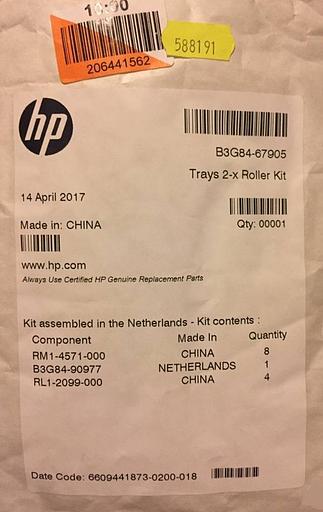 10:00
206441562
588191
hp
B3G84-67905
Trays 2-x Roller Kit
14 April 2017
Made in: CHINA
Qty: 00001
www.hp.com
Always Use Certified HP Genuine Replacement Parts
Kit assembled in the Netherlands - Kit contents :
Component Made In Quantity
RM1-4571-000 CHINA 8
B3G84-90977 NETHERLANDS 1
RL1-2099-000 CHINA 4
Date Code: 6609441873-0200-018